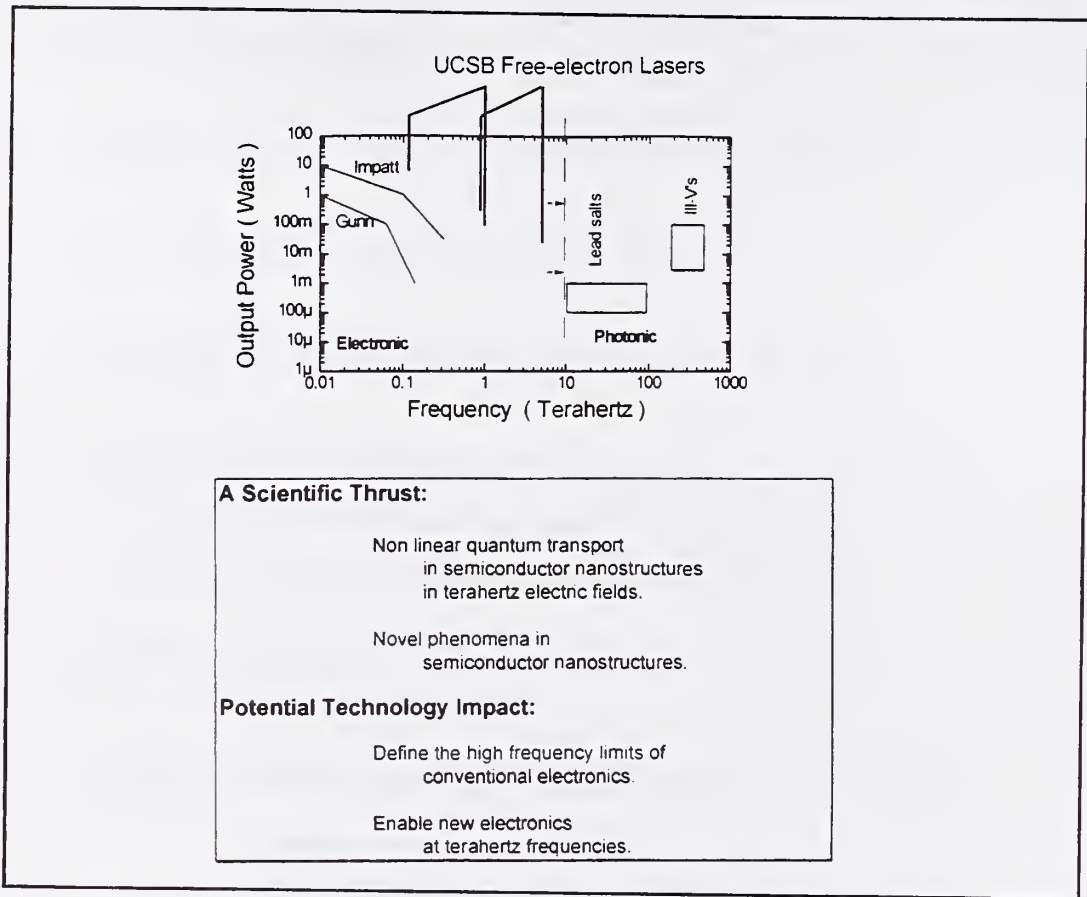 UCSB Free-electron Lasers
Output Power ( Watts )
100
10
1
100m
10m
1m
100µ
10µ
1µ
Impatt
Gunn
Electronic
Lead salts
Photonic
III-V's
0.01 0.1 1 10 100 1000
Frequency ( Terahertz )
A Scientific Thrust:
Non linear quantum transport
in semiconductor nanostructures
in terahertz electric fields.
Novel phenomena in
semiconductor nanostructures.
Potential Technology Impact:
Define the high frequency limits of
conventional electronics.
Enable new electronics
at terahertz frequencies.